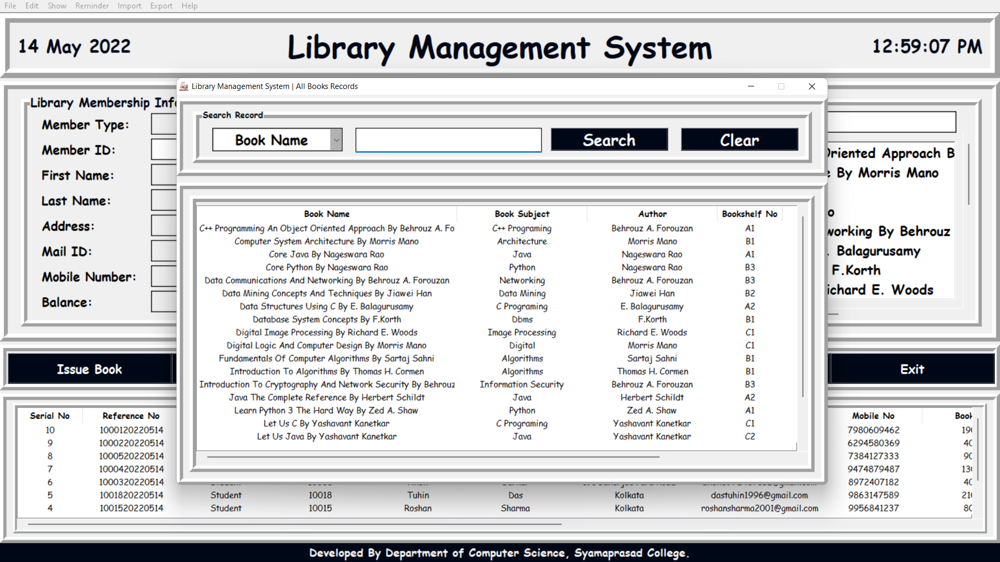 File Edit Show Reminder Import Export Help
14 May 2022 Library Management System 12:59:07 PM
Library Management System | All Books Records
Library Membership
Search Record
Book Name Search Clear
Member Type:
Member ID:
First Name:
Last Name:
Address:
Mail ID:
Mobile Number:
Balance:
Book Name Book Subject Author Bookshelf No
C++ Programming An Object Oriented Approach By Behrouz A. Fo C++ Programing Behrouz A. Forouzan A1
Computer System Architecture By Morris Mano Architecture Morris Mano B1
Core Java By Nageswara Rao Java Nageswara Rao A1
Core Python By Nageswara Rao Python Nageswara Rao B3
Data Communications And Networking By Behrouz A. Forouzan Networking Behrouz A. Forouzan B3
Data Mining Concepts And Techniques By Jiawei Han Data Mining Jiawei Han B2
Data Structures Using C By E. Balagurusamy C Programing E. Balagurusamy A2
Database System Concepts By F.Korth Dbms F.Korth B1
Digital Image Processing By Richard E. Woods Image Processing Richard E. Woods C1
Digital Logic And Computer Design By Morris Mano Digital Morris Mano C1
Fundamentals Of Computer Algorithms By Sartaj Sahni Algorithms Sartaj Sahni B1
Introduction To Algorithms By Thomas H. Cormen Algorithms Thomas H. Cormen B1
Introduction To Cryptography And Network Security By Behrouz Information Security Behrouz A. Forouzan B3
Java The Complete Reference By Herbert Schildt Java Herbert Schildt A2
Learn Python 3 The Hard Way By Zed A. Shaw Python Zed A. Shaw A1
Let Us C By Yashavant Kanetkar C Programing Yashavant Kanetkar C1
Let Us Java By Yashavant Kanetkar Java Yashavant Kanetkar C2
Oriented Approach B
By Morris Mano
working By Behrouz
Balagurusamy
F.Korth
ichard E. Woods
Issue Book Exit
Serial No Reference No Mobile No Book
10 1000120220514 7980609462 190
9 1000220220514 6294580369 40
8 1000520220514 7384127333 90
7 1000420220514 9474879487 130
6 1000320220514 8972407182 40
5 1001820220514 Student 10018 Tuhin Das Kolkata dastuhin1996@gmail.com 9863147589 210
4 1001520220514 Student 10015 Roshan Sharma Kolkata roshansharma2001@gmail.com 9956841237 80
Developed By Department of Computer Science, Syamaprasad College.